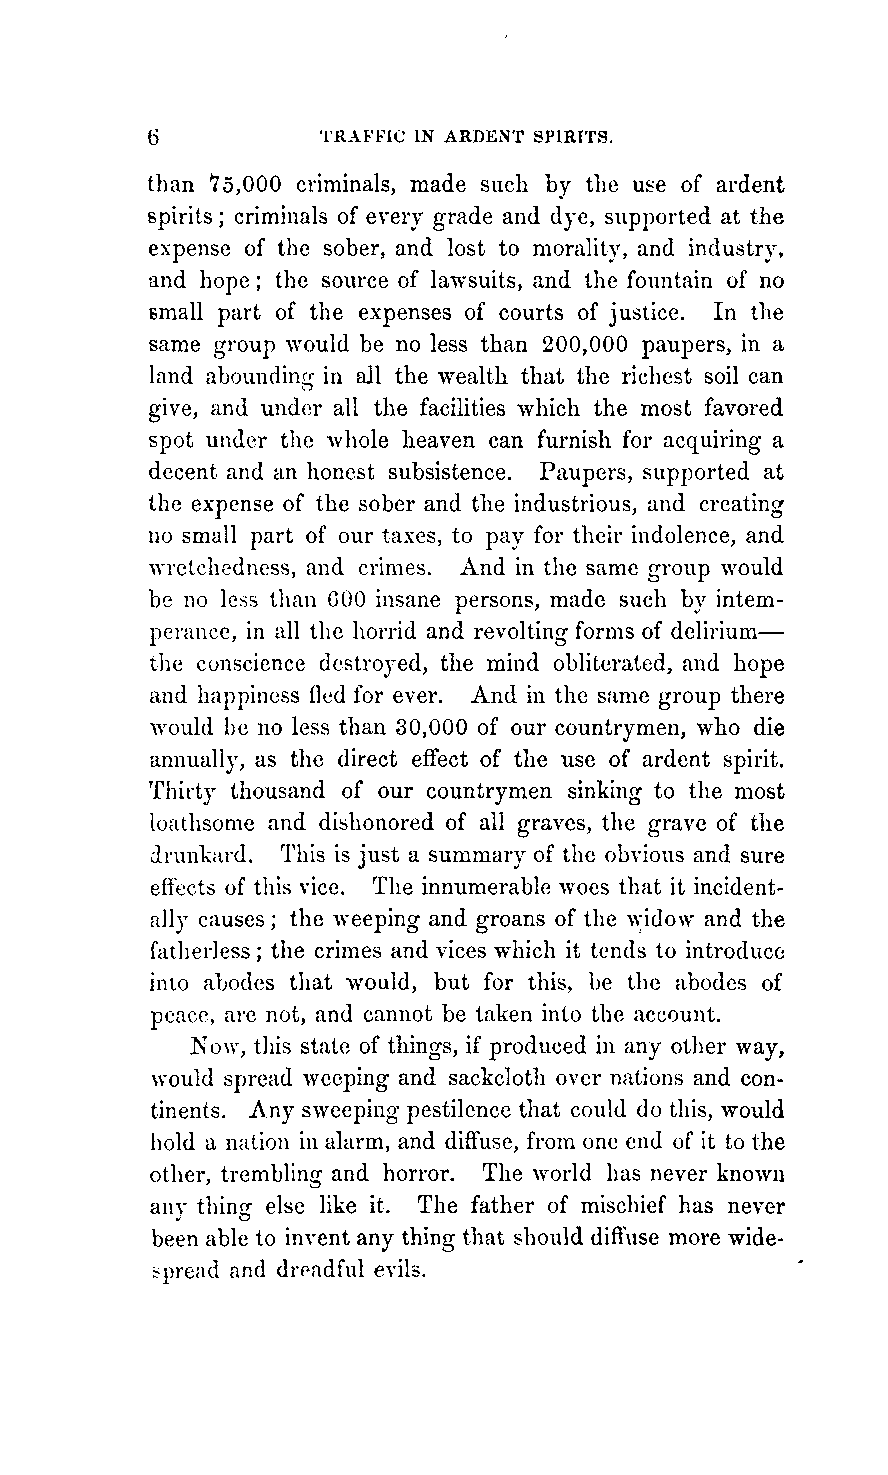 6 TRAFFIC IN ARDENT SPIRITS.
than 75,000 criminals, made such by the use of ardent
spirits; criminals of every grade and dye, supported at the
expense of the sober, and lost to morality, and industry,
and hope; the source of lawsuits, and the fountain of no
small part of the expenses of courts of justice. In the
same group would be no less than 200,000 paupers, in a
land abounding in all the wealth that the richest soil can
give, and under all the facilities which the most favored
spot under the whole heaven can furnish for acquiring a
decent and an honest subsistence. Paupers, supported at
the expense of the sober and the industrious, and creating
no small part of our taxes, to pay for their indolence, and
wretchedness, and crimes. And in the same group would
be no less than 600 insane persons, made such by intem-
perance, in all the horrid and revolting forms of delirium—
the conscience destroyed, the mind obliterated, and hope
and happiness fled for ever. And in the same group there
would be no less than 30,000 of our countrymen, who die
annually, as the direct effect of the use of ardent spirit.
Thirty thousand of our countrymen sinking to the most
loathsome and dishonored of all graves, the grave of the
drunkard. This is just a summary of the obvious and sure
effects of this vice. The innumerable woes that it incident-
ally causes; the weeping and groans of the widow and the
fatherless; the crimes and vices which it tends to introduce
into abodes that would, but for this, be the abodes of
peace, are not, and cannot be taken into the account.
Now, this state of things, if produced in any other way,
would spread weeping and sackcloth over nations and con-
tinents. Any sweeping pestilence that could do this, would
hold a nation in alarm, and diffuse, from one end of it to the
other, trembling and horror. The world has never known
any thing else like it. The father of mischief has never
been able to invent any thing that should diffuse more wide-
spread and dreadful evils.